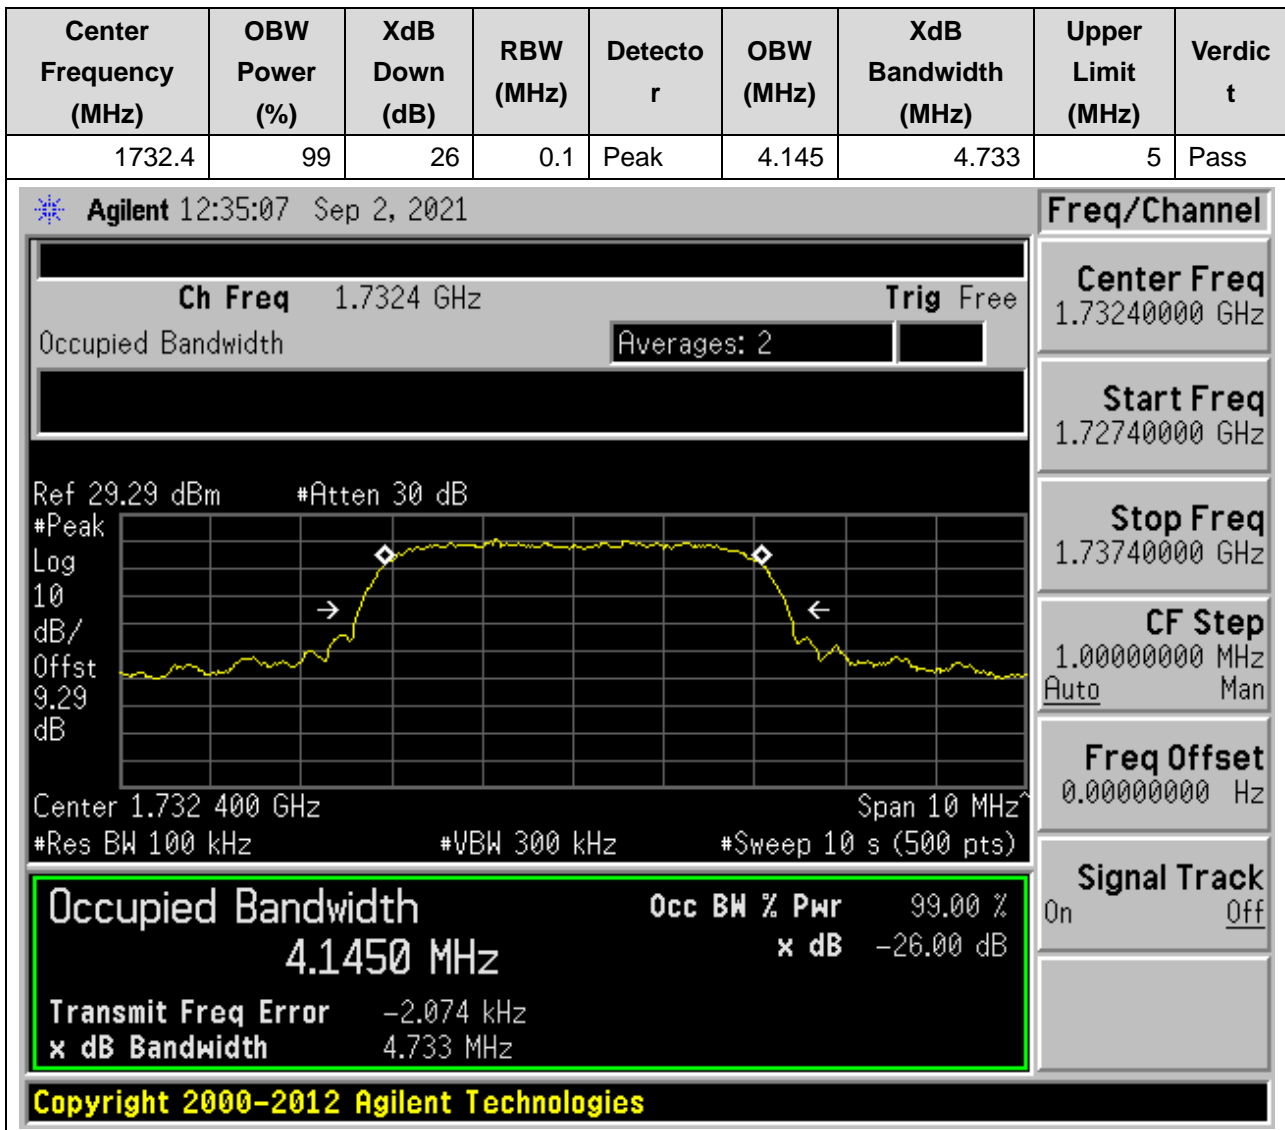 Center Frequency (MHz) OBW Power (%) XdB Down (dB) RBW (MHz) Detecto r OBW (MHz) XdB Bandwidth (MHz) Upper Limit (MHz) Verdic t
1732.4 99 26 0.1 Peak 4.145 4.733 5 Pass
Agilent 12:35:07 Sep 2, 2021
Ch Freq 1.7324 GHz Trig Free
Occupied Bandwidth Averages: 2
Ref 29.29 dBm #Atten 30 dB
#Peak
Log
10
dB/
Offst
9.29
dB
Center 1.732 400 GHz Span 10 MHz^
#Res BW 100 kHz #VBW 300 kHz #Sweep 10 s (500 pts)
Occupied Bandwidth Occ BW % Pwr 99.00 %
4.1450 MHz x dB -26.00 dB
Transmit Freq Error -2.074 kHz
x dB Bandwidth 4.733 MHz
Copyright 2000-2012 Agilent Technologies
Freq/Channel
Center Freq
1.73240000 GHz
Start Freq
1.72740000 GHz
Stop Freq
1.73740000 GHz
CF Step
1.00000000 MHz
Auto Man
Freq Offset
0.00000000 Hz
Signal Track
On Off